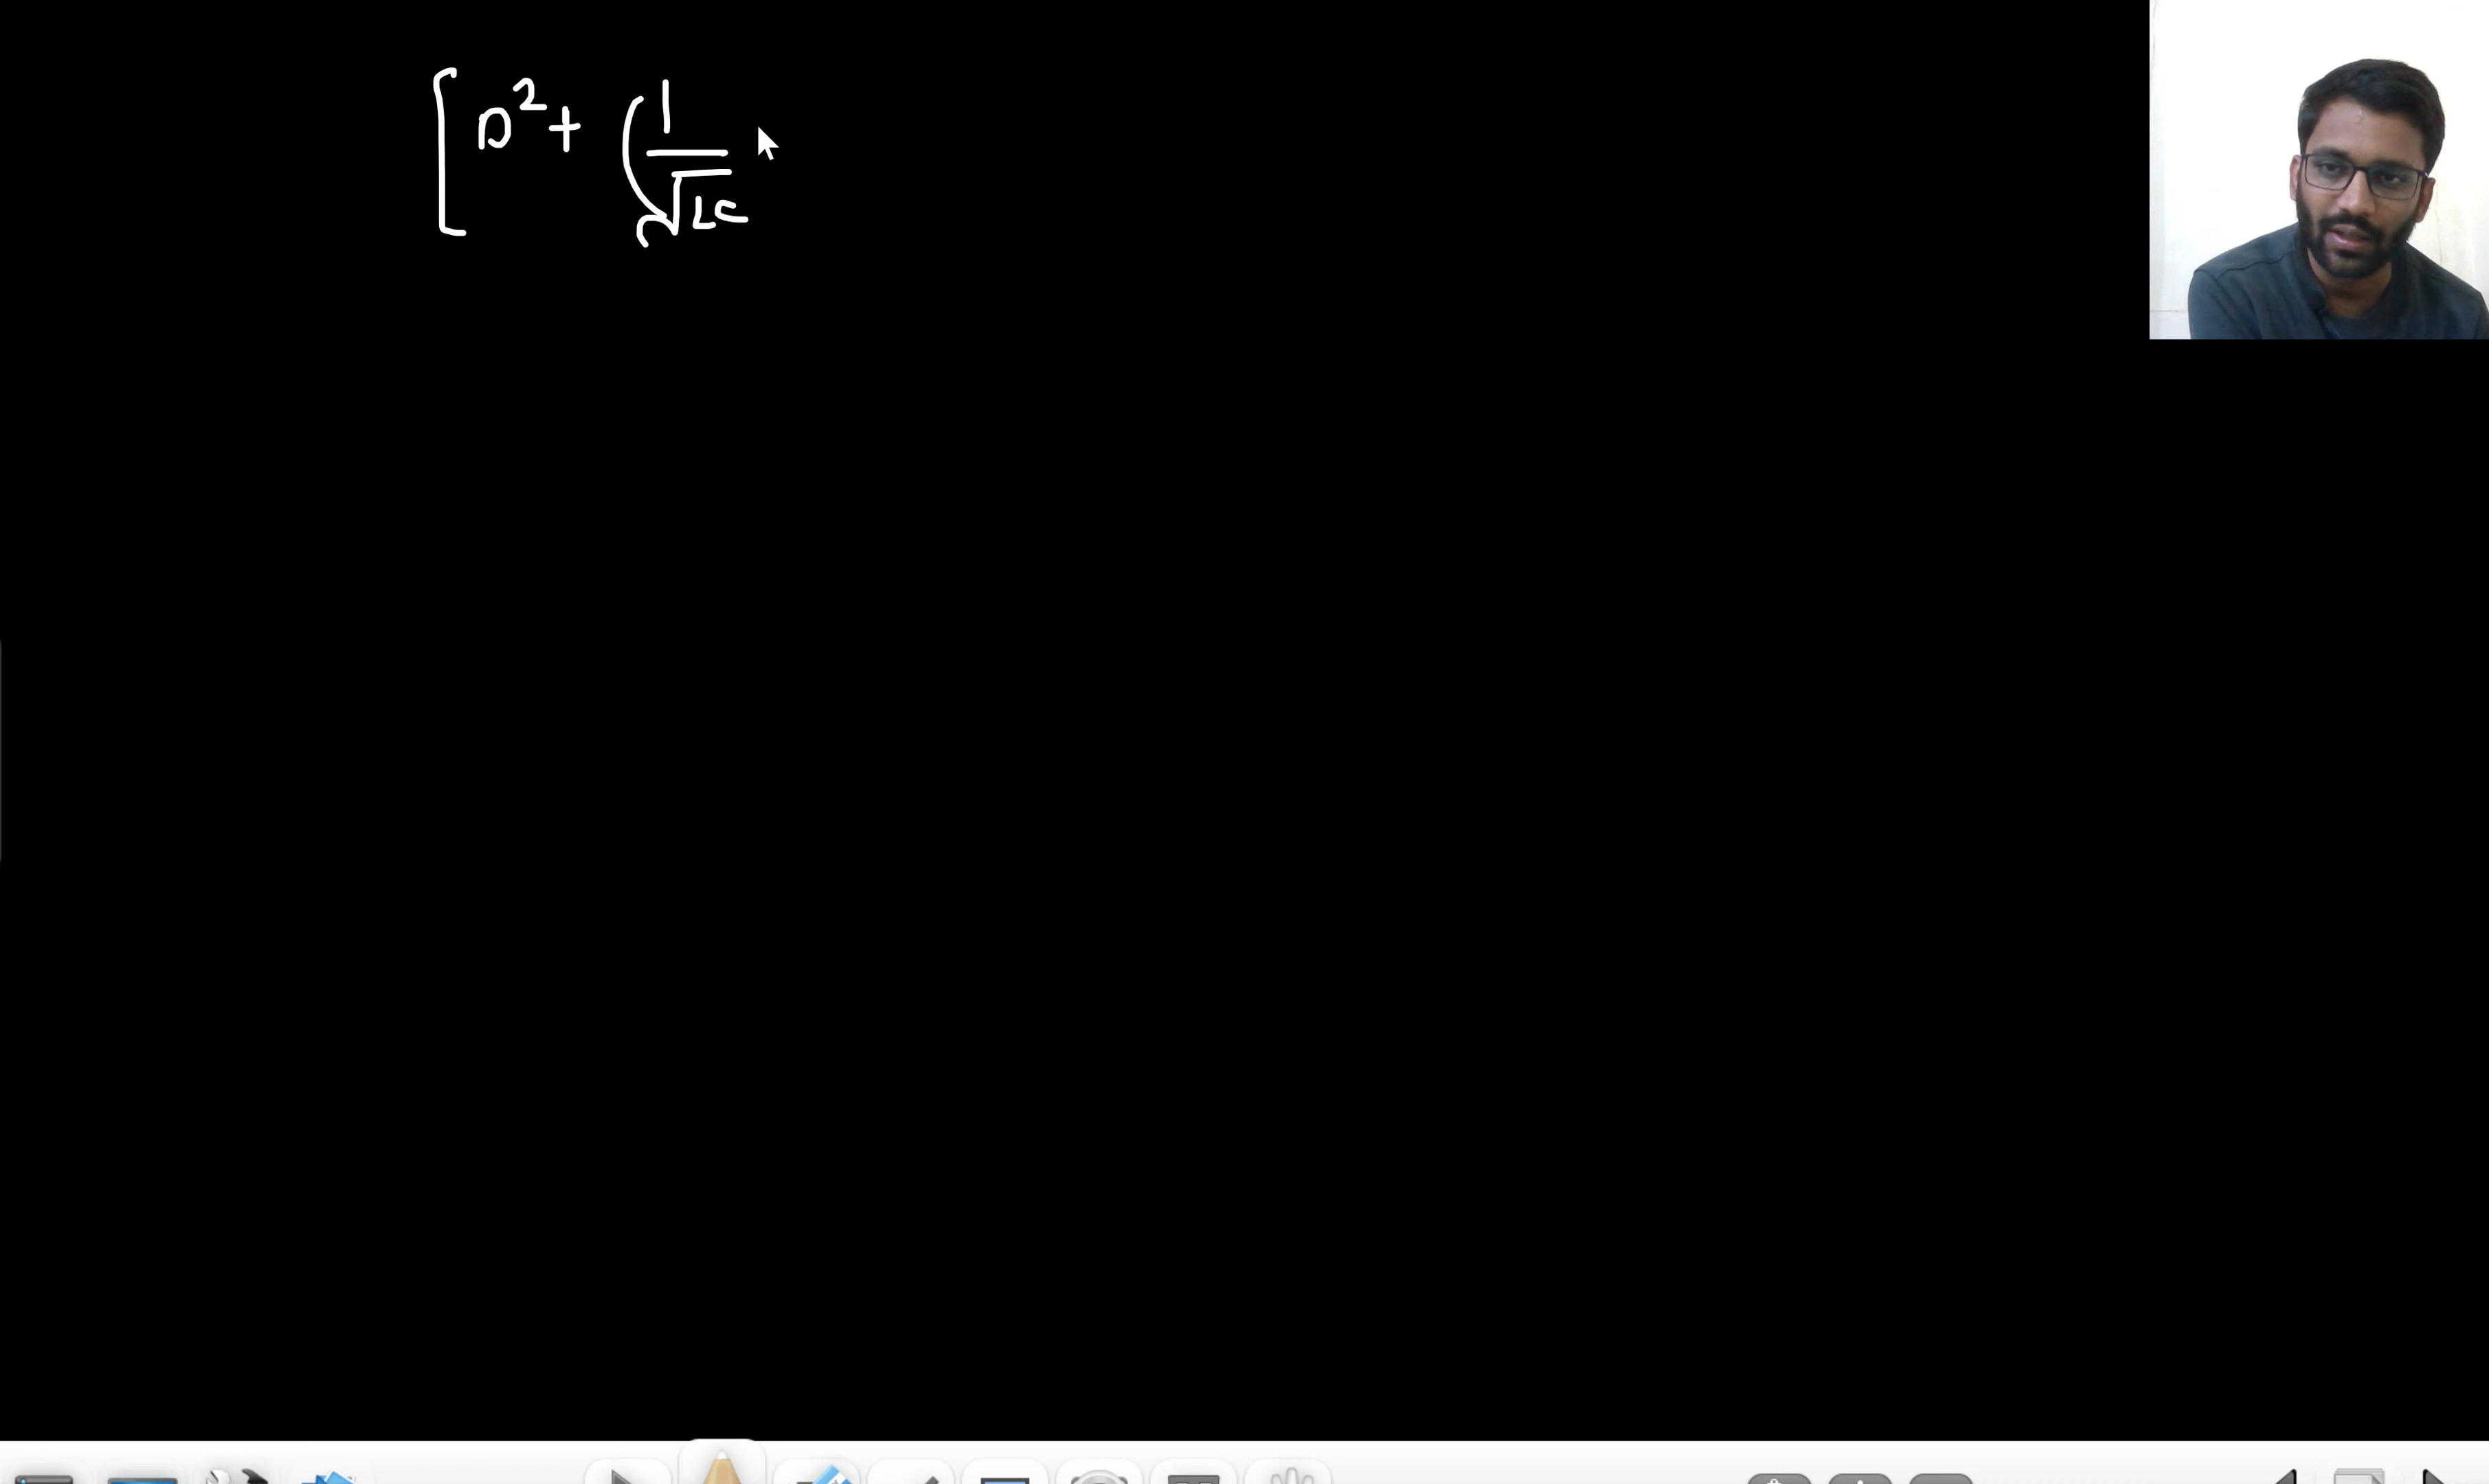 [ D² + ( 1 / √LC